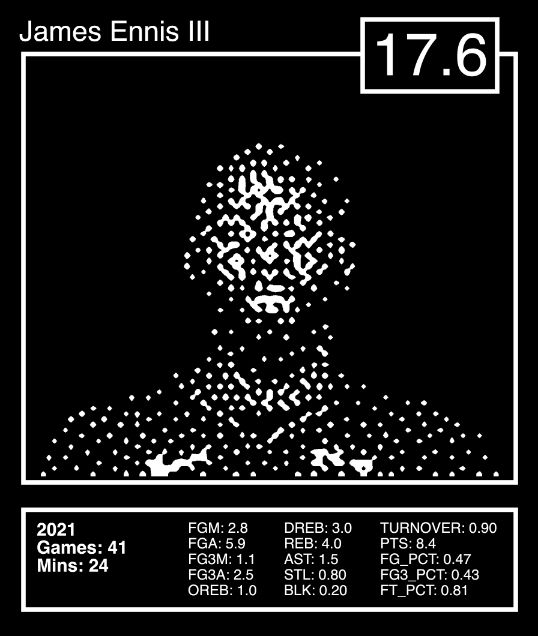 James Ennis III
17.6
2021
Games: 41
Mins: 24
FGM: 2.8
FGA: 5.9
FG3M: 1.1
FG3A: 2.5
OREB: 1.0
DREB: 3.0
REB: 4.0
AST: 1.5
STL: 0.80
BLK: 0.20
TURNOVER: 0.90
PTS: 8.4
FG_PCT: 0.47
FG3_PCT: 0.43
FT_PCT: 0.81